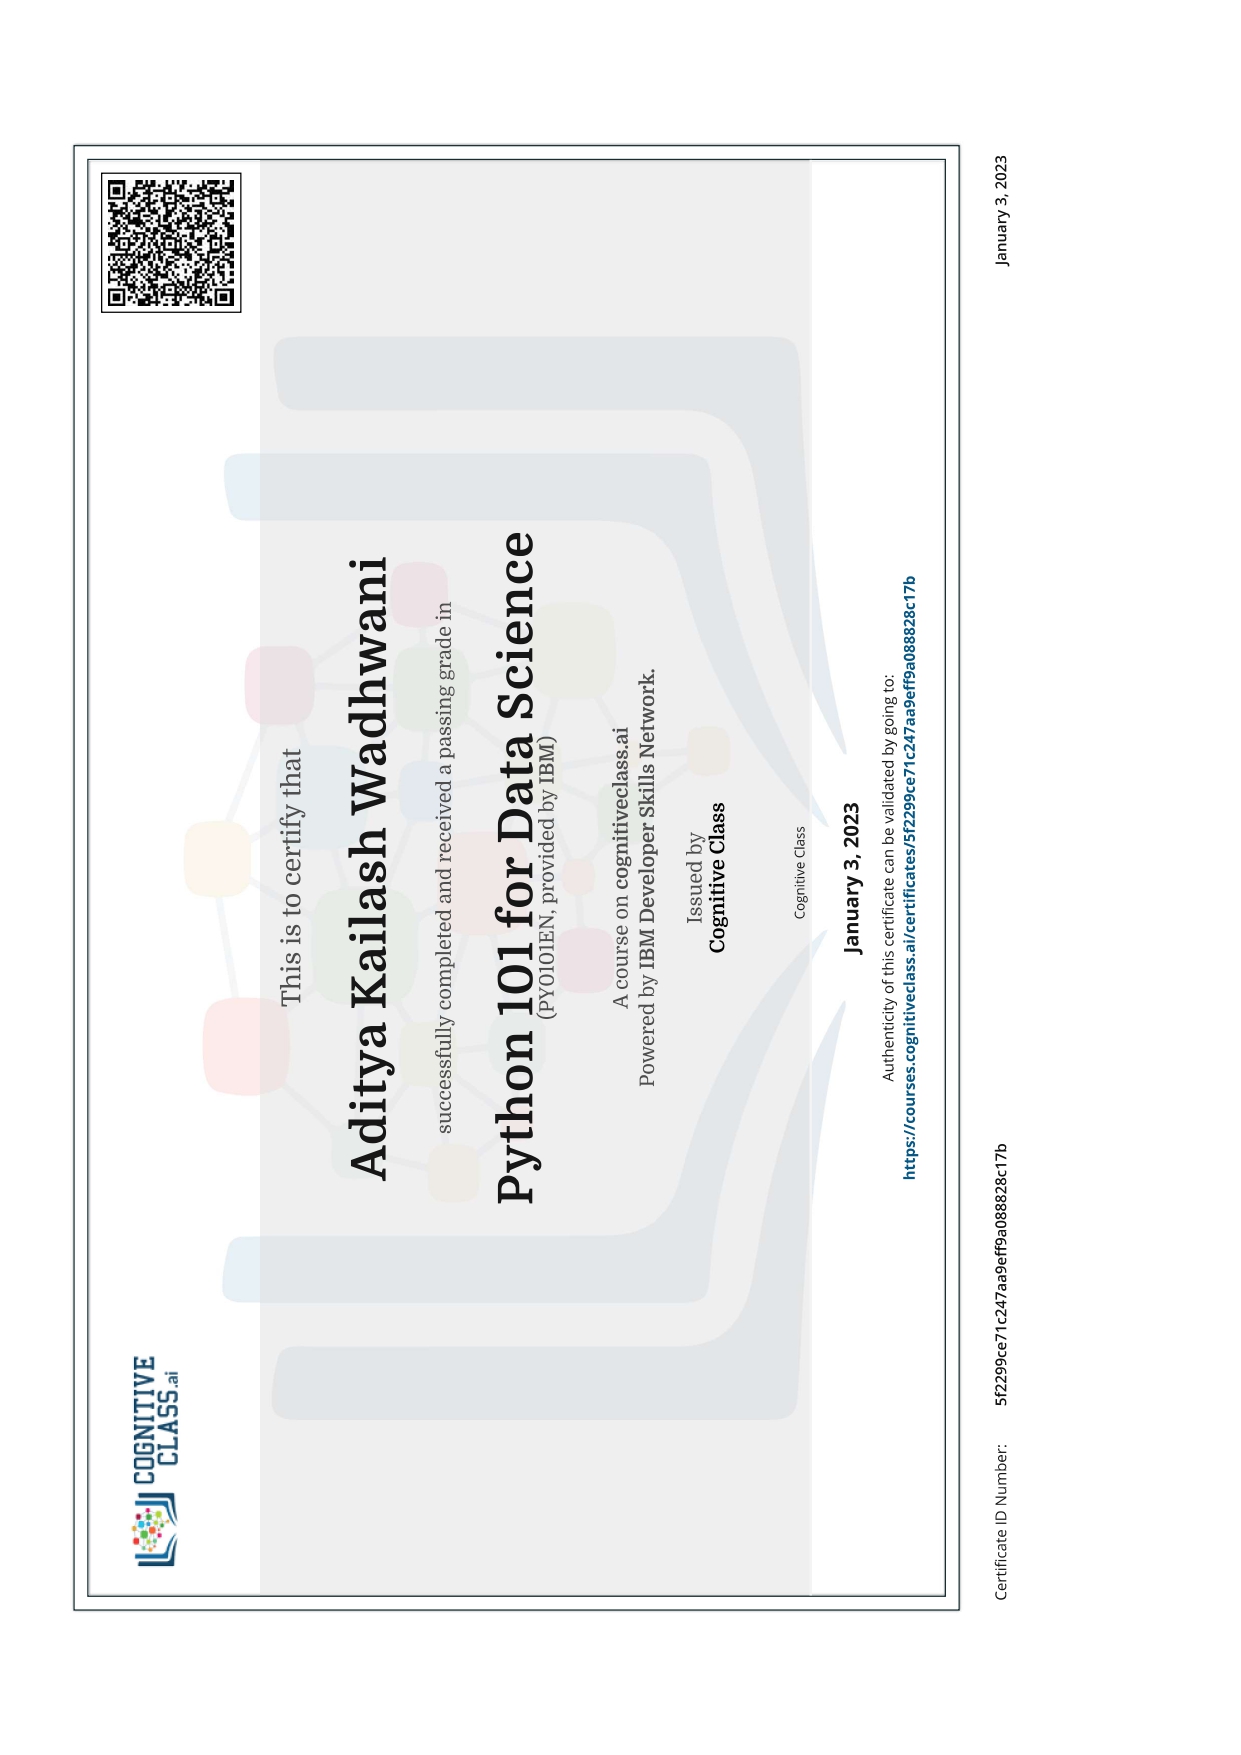 COGNITIVE
CLASS.ai
This is to certify that
Aditya Kailash Wadhwani
successfully completed and received a passing grade in
Python 101 for Data Science
(PY0101EN, provided by IBM)
A course on cognitiveclass.ai
Powered by IBM Developer Skills Network.
Issued by
Cognitive Class
Cognitive Class
January 3, 2023
Authenticity of this certificate can be validated by going to:
https://courses.cognitiveclass.ai/certificates/5f2299ce71c247aa9eff9a088828c17b
Certificate ID Number: 5f2299ce71c247aa9eff9a088828c17b January 3, 2023